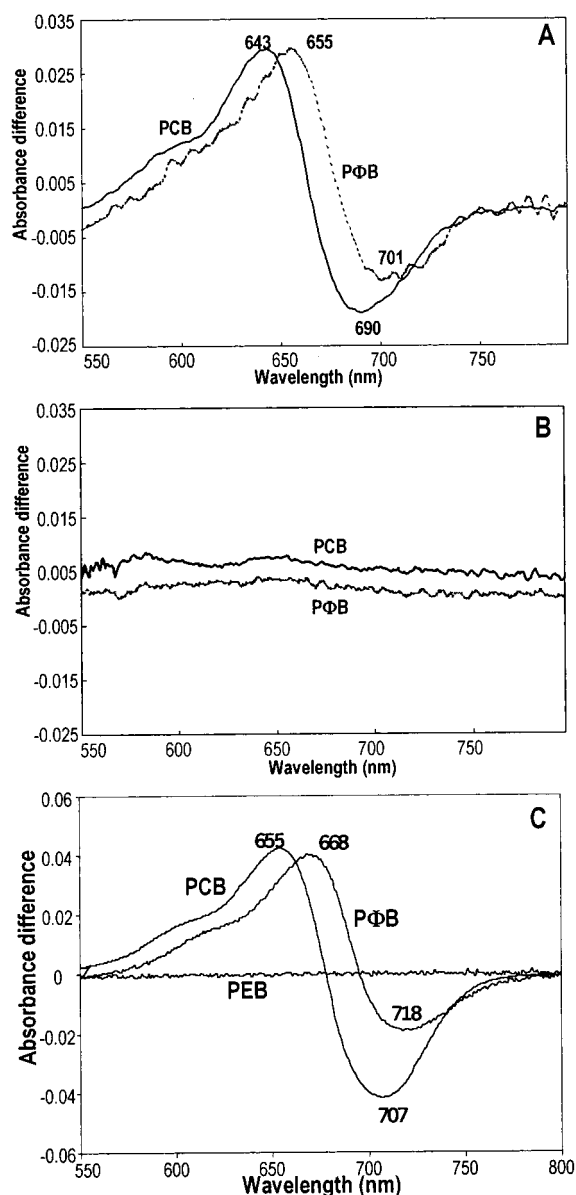 A
0.035
0.025
0.015
0.005
-0.005
-0.015
-0.025
Absorbance difference
643
655
PCB
PΦB
701
690
550
600
650
700
750
Wavelength (nm)
B
0.035
0.025
0.015
0.005
-0.005
-0.015
-0.025
Absorbance difference
PCB
PΦB
550
600
650
700
750
Wavelength (nm)
C
0.06
0.04
0.02
0
-0.02
-0.04
-0.06
Absorbance difference
655
668
PCB
PΦB
PEB
718
707
550
600
650
700
750
800
Wavelength (nm)